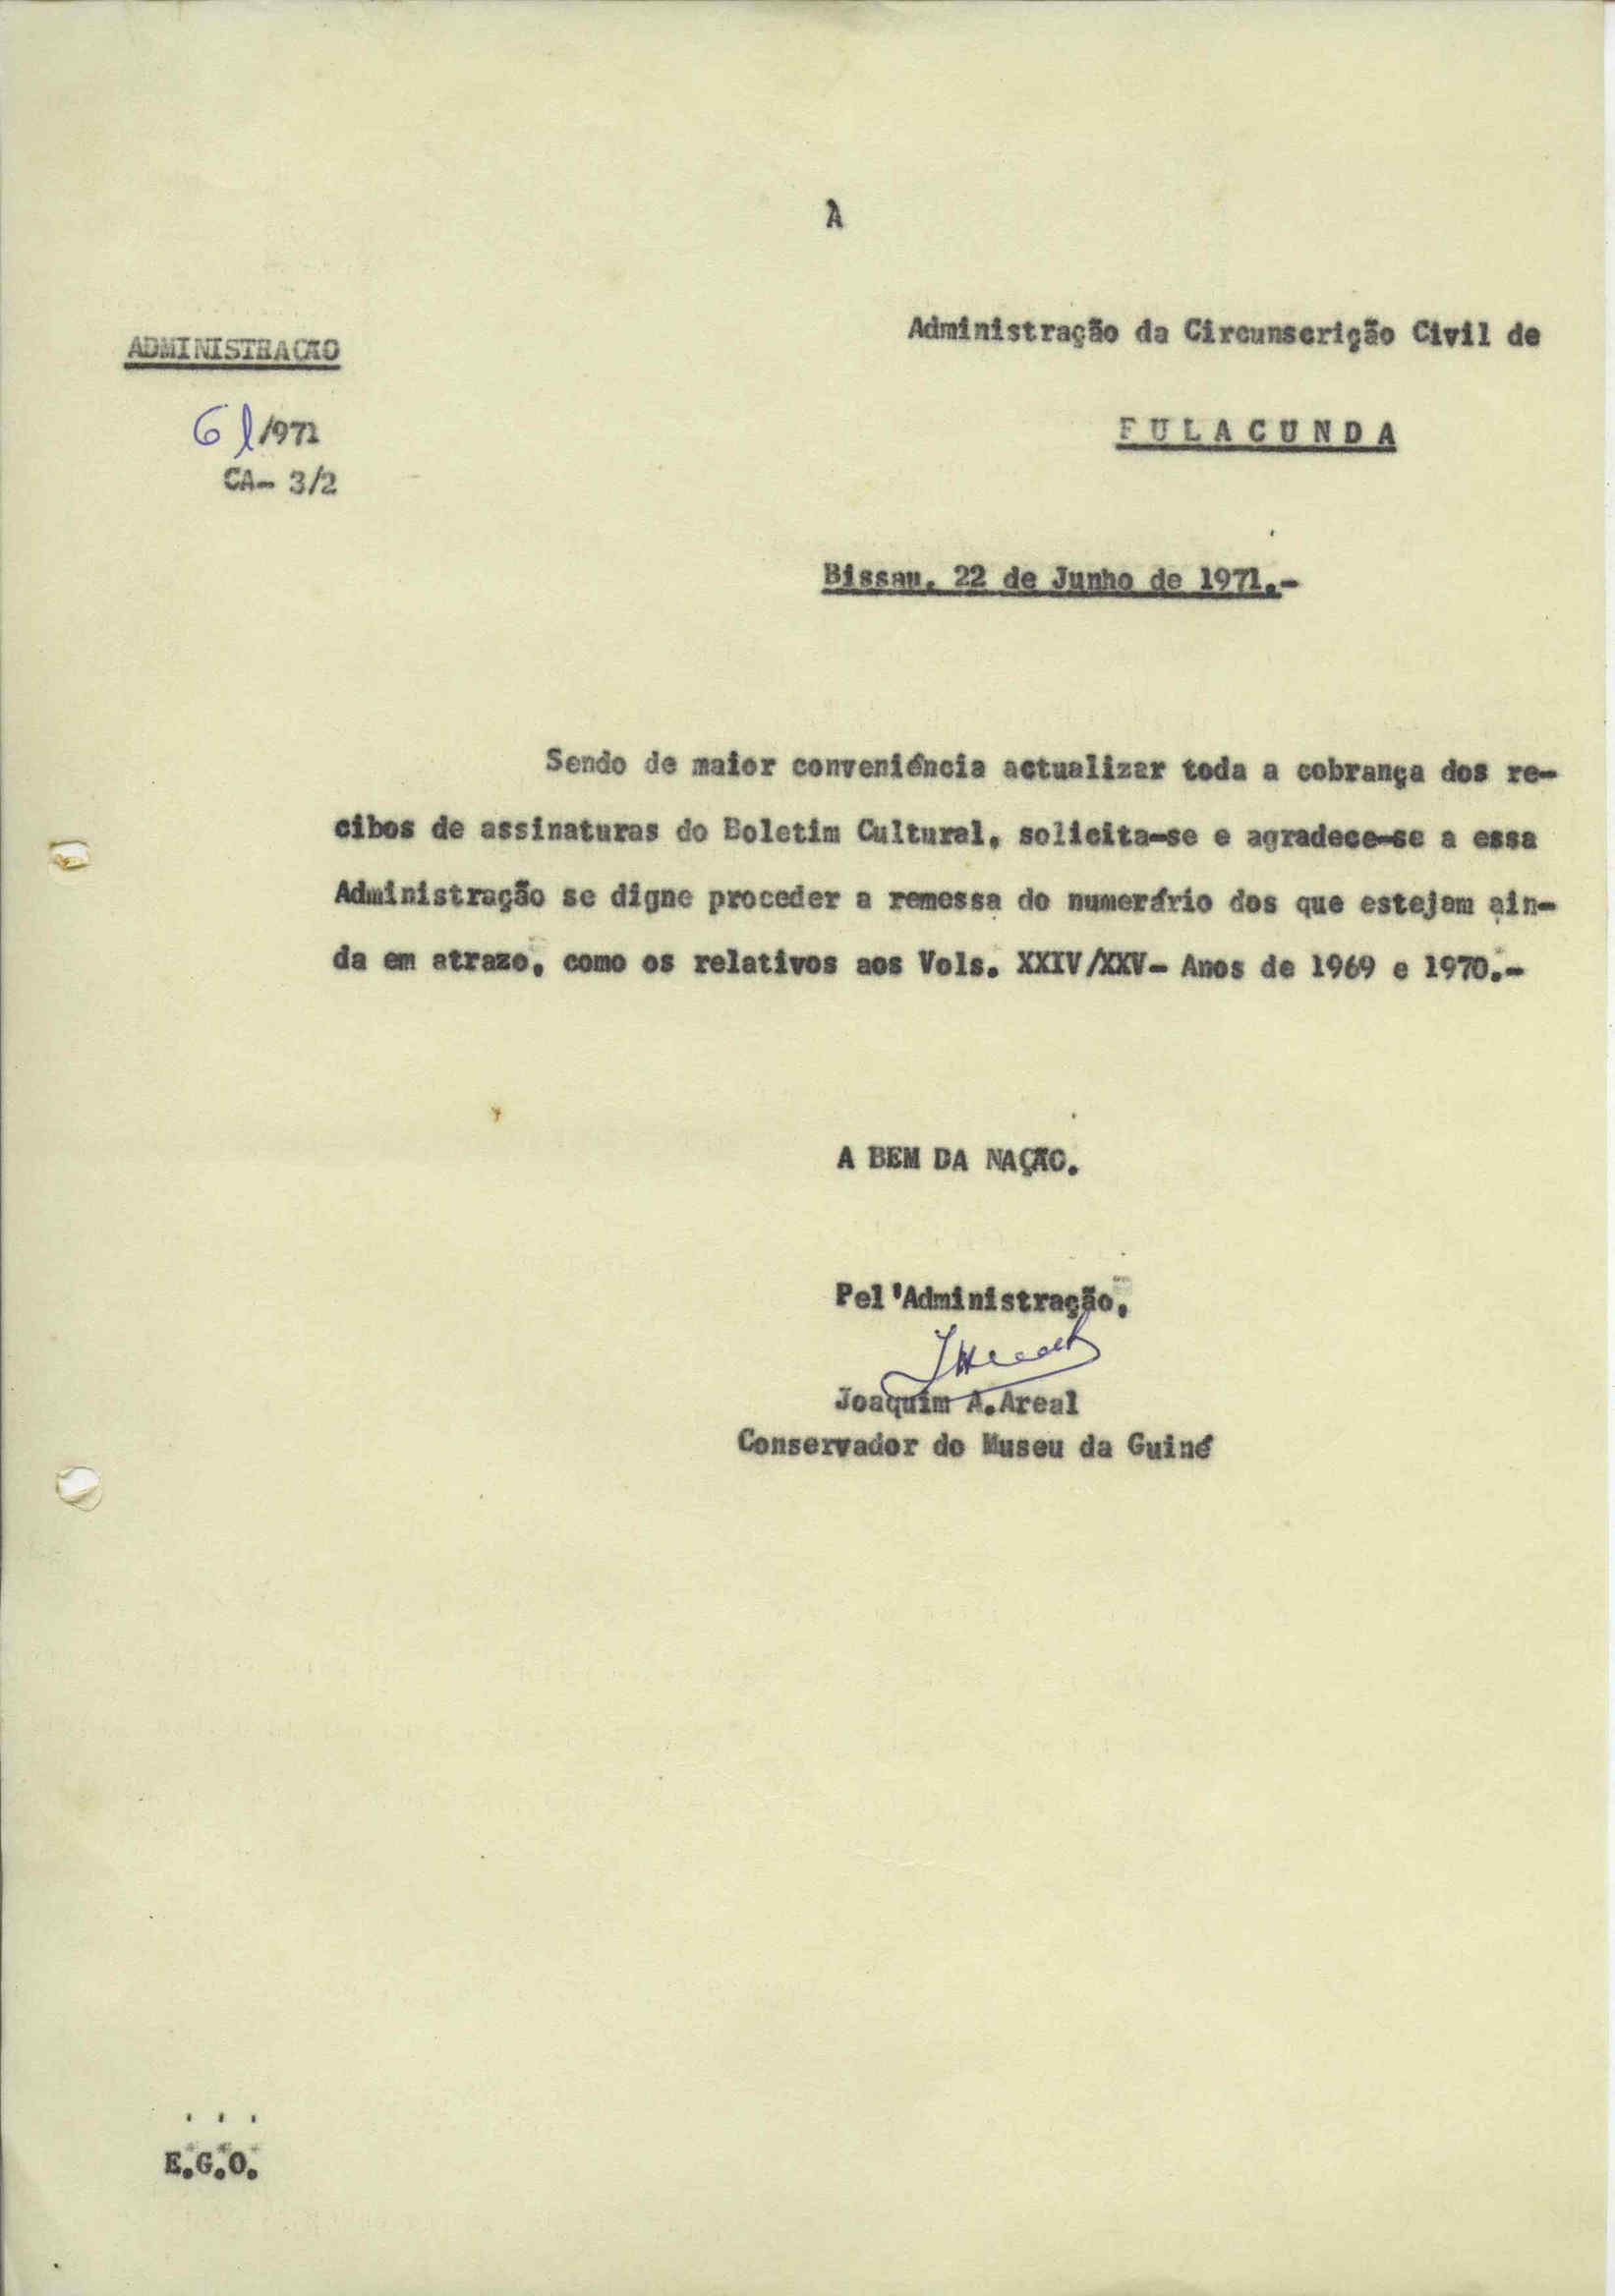 À
Administração da Circunscrição Civil de
ADMINISTRAÇÃO
FULACUNDA
61/971
CA- 3/2
Bissau, 22 de Junho de 1971.-
Sendo de maior conveniência actualizar toda a cobrança dos re-
cibos de assinaturas do Boletim Cultural, solicita-se e agradece-se a essa
Administração se digne proceder a remessa do numerário dos que estejam ain-
da em atrazo, como os relativos aos Vols. XXIV/XXV- Anos de 1969 e 1970.-
A BEM DA NAÇÃO.
Pel'Administração,
Joaquim A.Areal
Conservador do Museu da Guiné
E.G.O.